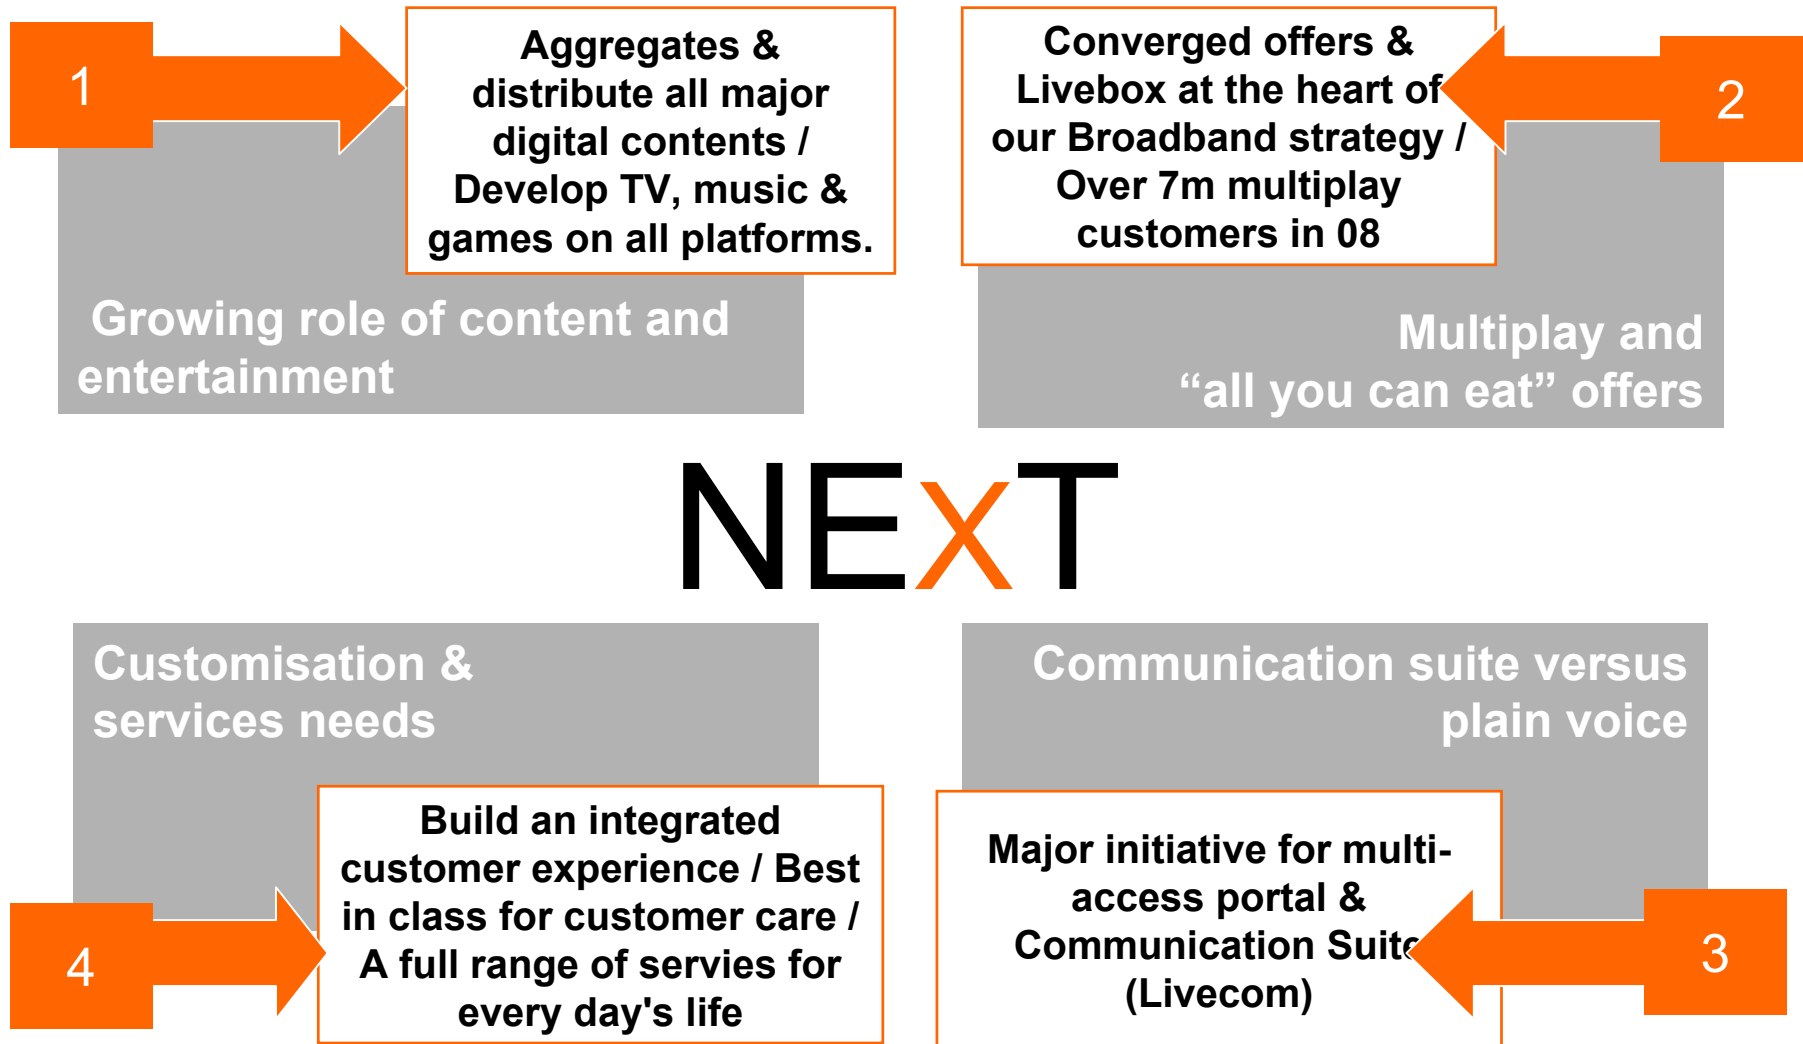 1
Aggregates &
distribute all major
digital contents /
Develop TV, music &
games on all platforms.
Growing role of content and
entertainment
Converged offers &
Livebox at the heart of
our Broadband strategy /
Over 7m multiplay
customers in 08
2
Multiplay and
“all you can eat” offers
NExT
Customisation &
services needs
4
Build an integrated
customer experience / Best
in class for customer care /
A full range of servies for
every day's life
Communication suite versus
plain voice
Major initiative for multi-
access portal &
Communication Suite
(Livecom)
3